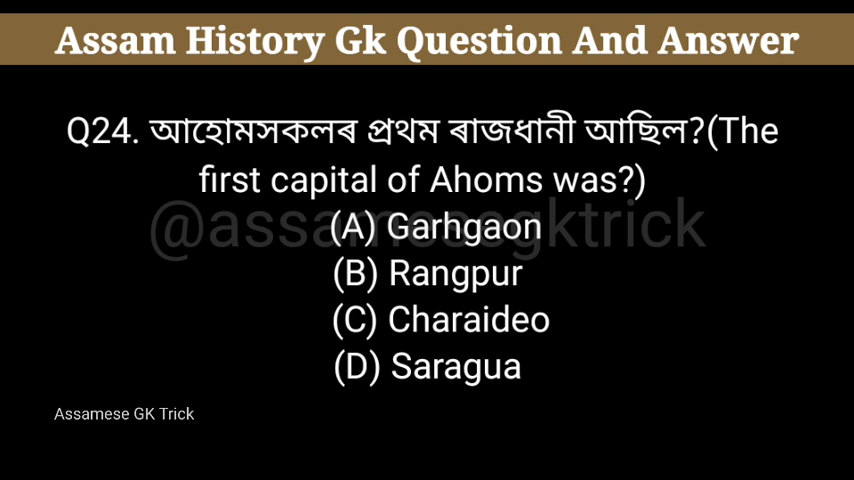 Assam History Gk Question And Answer
Q24. আহোমসকলৰ প্ৰথম ৰাজধানী আছিল?(The
first capital of Ahoms was?)
@assamesegktrick
(A) Garhgaon
(B) Rangpur
(C) Charaideo
(D) Saragua
Assamese GK Trick